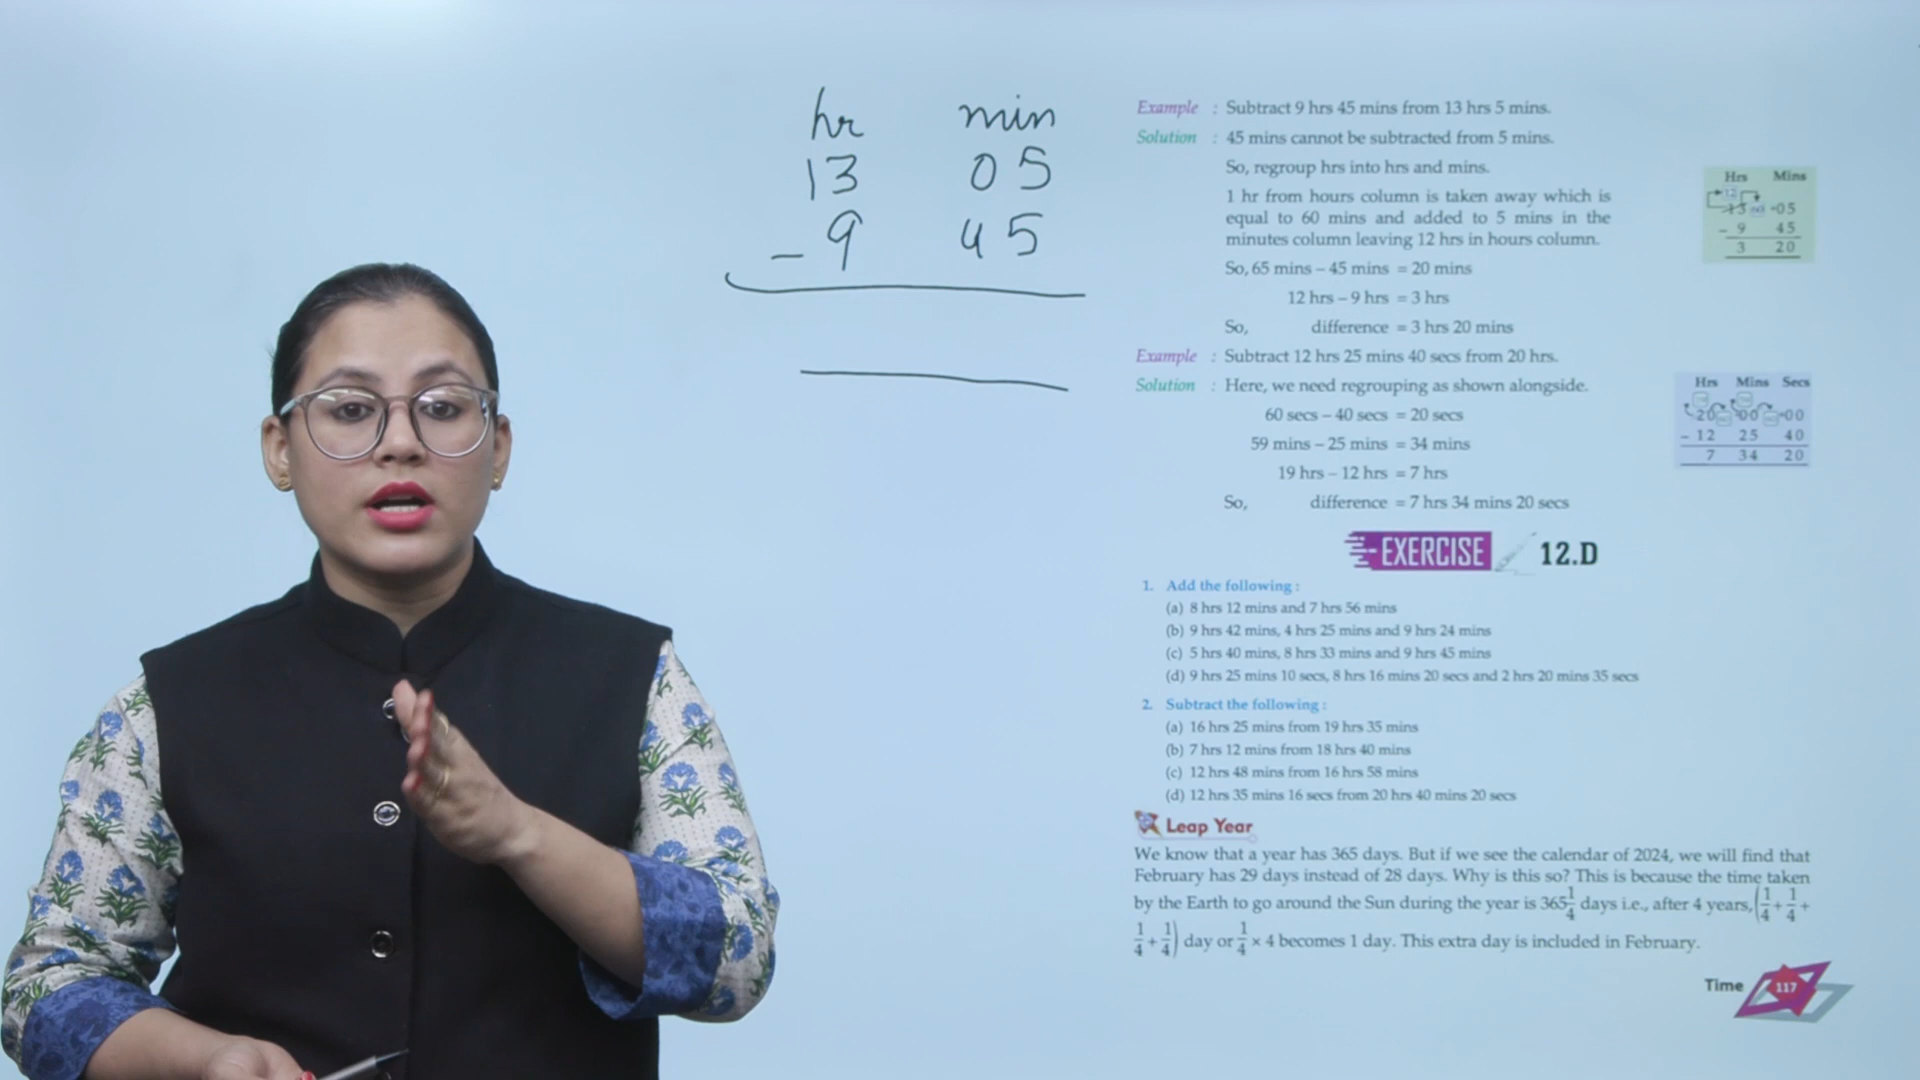 hr min
13 05
- 9 45
Example : Subtract 9 hrs 45 mins from 13 hrs 5 mins.
Solution : 45 mins cannot be subtracted from 5 mins.
So, regroup hrs into hrs and mins.
1 hr from hours column is taken away which is
equal to 60 mins and added to 5 mins in the
minutes column leaving 12 hrs in hours column.
So, 65 mins – 45 mins = 20 mins
12 hrs – 9 hrs = 3 hrs
So, difference = 3 hrs 20 mins
Hrs Mins
12
13 60 +05
- 9 45
3 20
Example : Subtract 12 hrs 25 mins 40 secs from 20 hrs.
Solution : Here, we need regrouping as shown alongside.
60 secs – 40 secs = 20 secs
59 mins – 25 mins = 34 mins
19 hrs – 12 hrs = 7 hrs
So, difference = 7 hrs 34 mins 20 secs
Hrs Mins Secs
20 00 +00
- 12 25 40
7 34 20
EXERCISE 12.D
1. Add the following :
(a) 8 hrs 12 mins and 7 hrs 56 mins
(b) 9 hrs 42 mins, 4 hrs 25 mins and 9 hrs 24 mins
(c) 5 hrs 40 mins, 8 hrs 33 mins and 9 hrs 45 mins
(d) 9 hrs 25 mins 10 secs, 8 hrs 16 mins 20 secs and 2 hrs 20 mins 35 secs
2. Subtract the following :
(a) 16 hrs 25 mins from 19 hrs 35 mins
(b) 7 hrs 12 mins from 18 hrs 40 mins
(c) 12 hrs 48 mins from 16 hrs 58 mins
(d) 12 hrs 35 mins 16 secs from 20 hrs 40 mins 20 secs
Leap Year
We know that a year has 365 days. But if we see the calendar of 2024, we will find that
February has 29 days instead of 28 days. Why is this so? This is because the time taken
by the Earth to go around the Sun during the year is 365 1/4 days i.e., after 4 years, (1/4 + 1/4 +
1/4 + 1/4) day or 1/4 × 4 becomes 1 day. This extra day is included in February.
Time 117